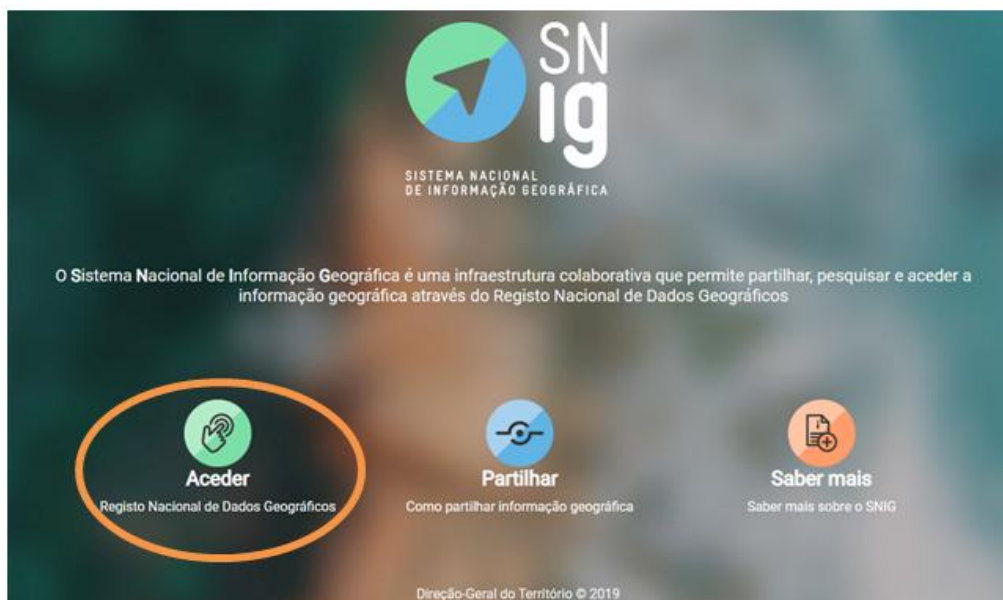 SN
ig
SISTEMA NACIONAL
DE INFORMAÇÃO GEOGRÁFICA
O Sistema Nacional de Informação Geográfica é uma infraestrutura colaborativa que permite partilhar, pesquisar e aceder a
informação geográfica através do Registo Nacional de Dados Geográficos
Aceder
Registo Nacional de Dados Geográficos
Partilhar
Como partilhar informação geográfica
Saber mais
Saber mais sobre o SNIG
Direção-Geral do Território © 2019